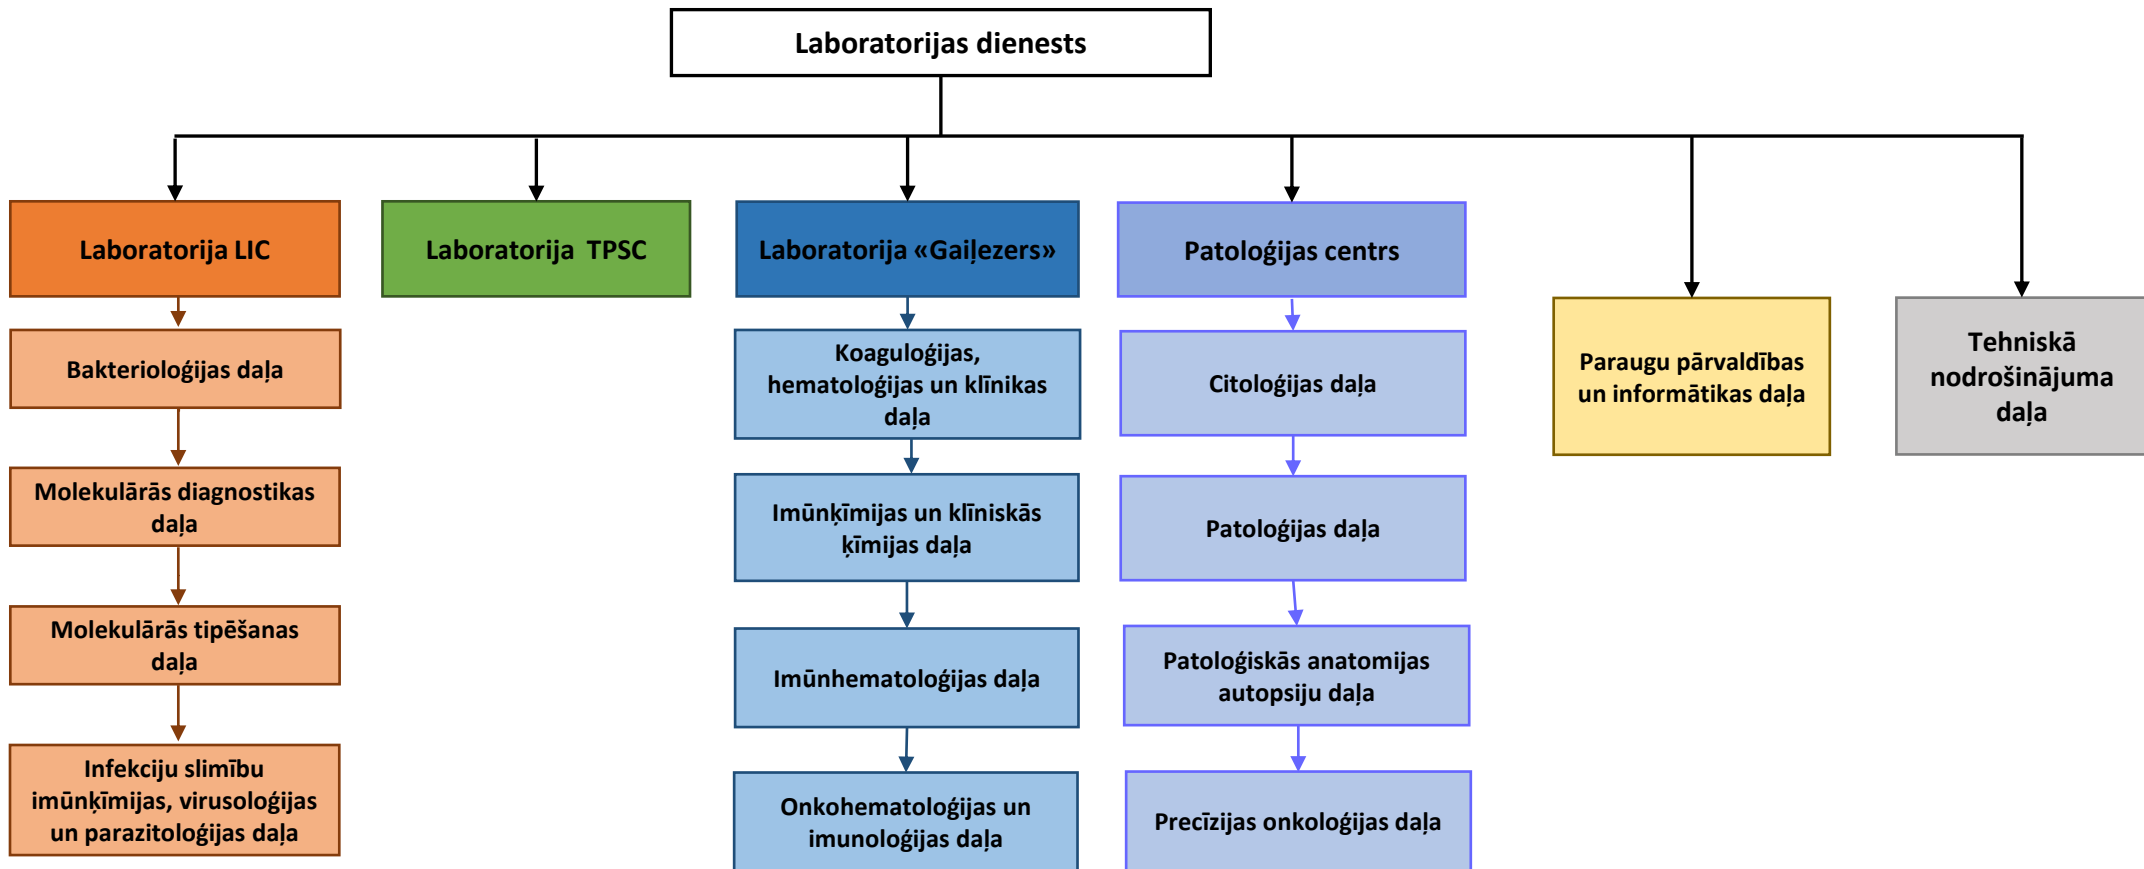 Laboratorijas dienests
Laboratorija LIC
Laboratorija TPSC
Laboratorija «Gaiļezers»
Patoloģijas centrs
Bakterioloģijas daļa
Molekulārās diagnostikas
daļa
Molekulārās tipēšanas
daļa
Infekciju slimību
imūnķīmijas, virusoloģijas
un parazitoloģijas daļa
Koaguloģijas,
hematoloģijas un klīnikas
daļa
Imūnķīmijas un klīniskās
ķīmijas daļa
Imūnhematoloģijas daļa
Onkohematoloģijas un
imunoloģijas daļa
Citoloģijas daļa
Patoloģijas daļa
Patoloģiskās anatomijas
autopsiju daļa
Precīzijas onkoloģijas daļa
Paraugu pārvaldības
un informātikas daļa
Tehniskā
nodrošinājuma
daļa